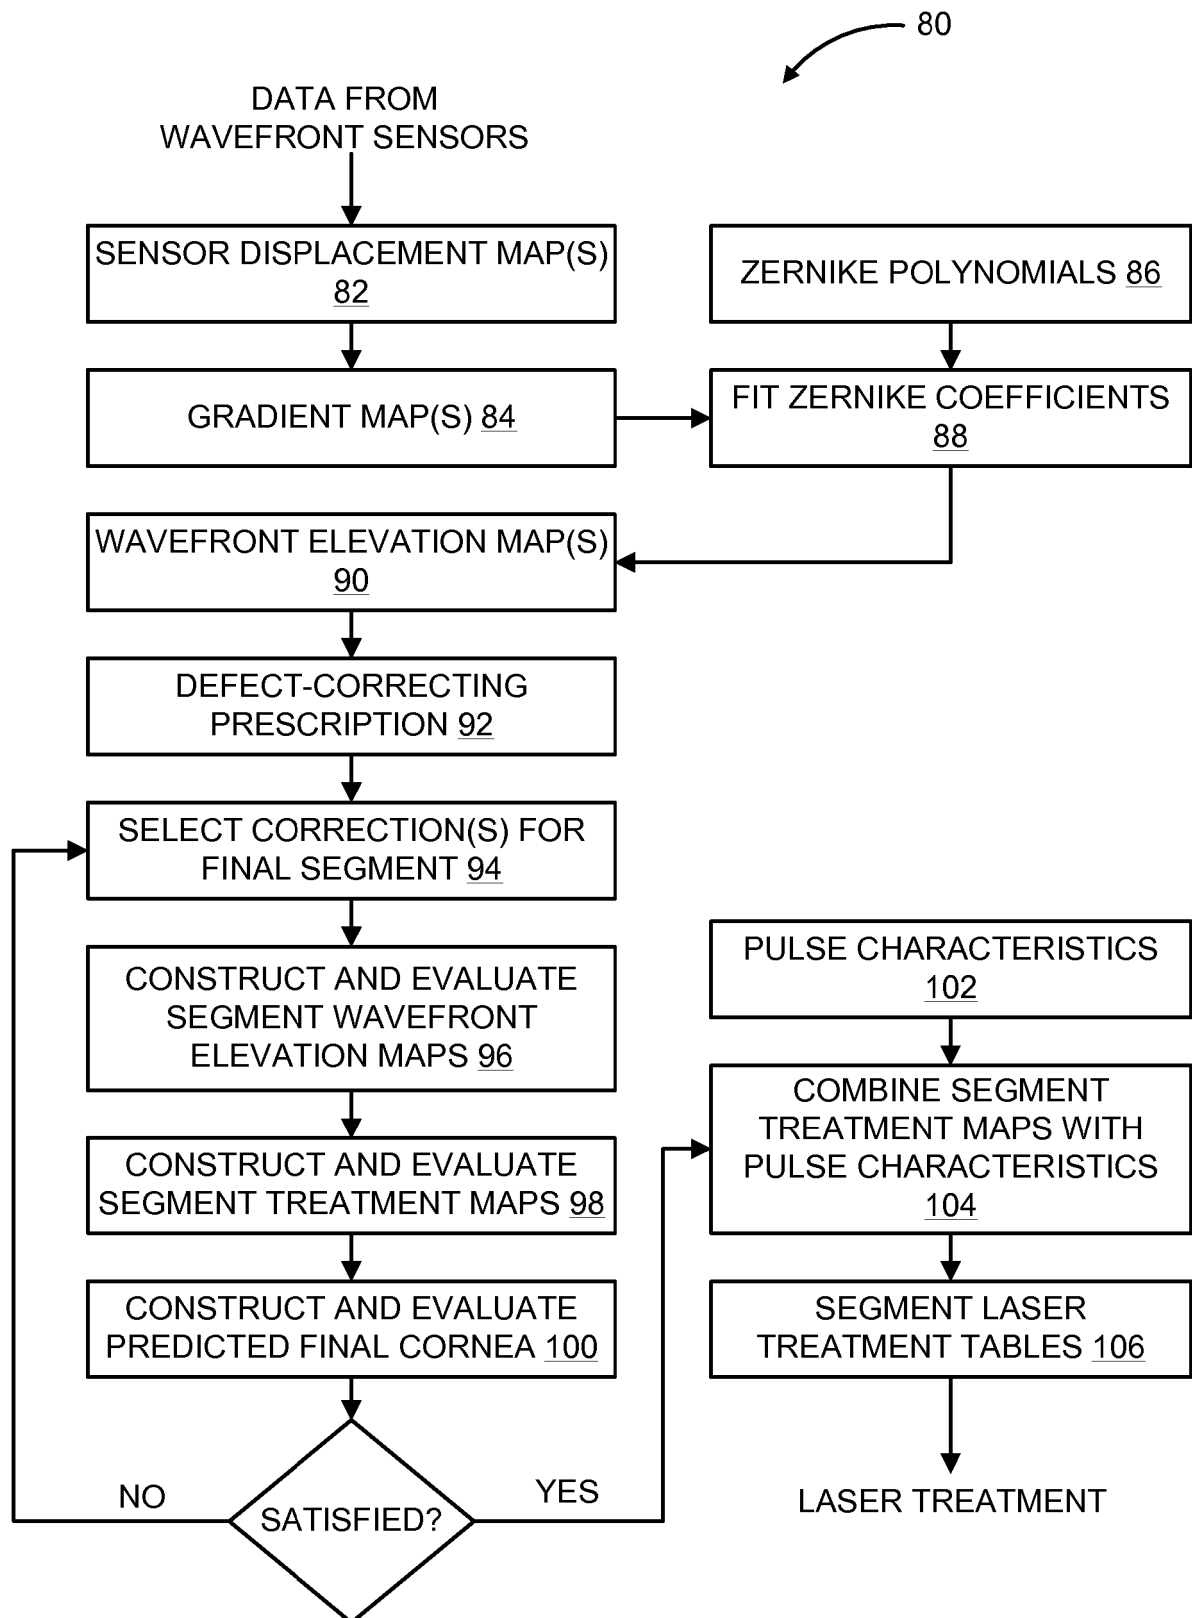 80
DATA FROM
WAVEFRONT SENSORS
SENSOR DISPLACEMENT MAP(S)
82
ZERNIKE POLYNOMIALS 86
GRADIENT MAP(S) 84
FIT ZERNIKE COEFFICIENTS
88
WAVEFRONT ELEVATION MAP(S)
90
DEFECT-CORRECTING
PRESCRIPTION 92
SELECT CORRECTION(S) FOR
FINAL SEGMENT 94
CONSTRUCT AND EVALUATE
SEGMENT WAVEFRONT
ELEVATION MAPS 96
CONSTRUCT AND EVALUATE
SEGMENT TREATMENT MAPS 98
CONSTRUCT AND EVALUATE
PREDICTED FINAL CORNEA 100
NO
SATISFIED?
YES
PULSE CHARACTERISTICS
102
COMBINE SEGMENT
TREATMENT MAPS WITH
PULSE CHARACTERISTICS
104
SEGMENT LASER
TREATMENT TABLES 106
LASER TREATMENT